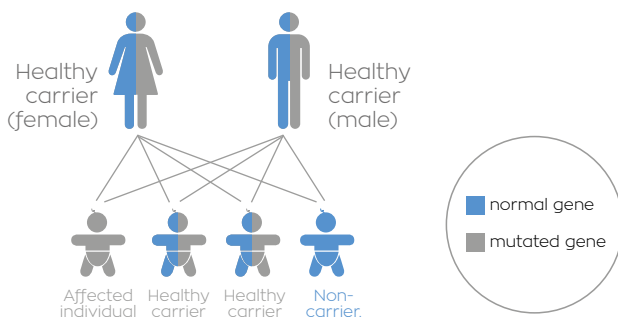 Healthy
carrier
(female)
Healthy
carrier
(male)
normal gene
mutated gene
Affected
individual
Healthy
carrier
Healthy
carrier
Non-
carrier.